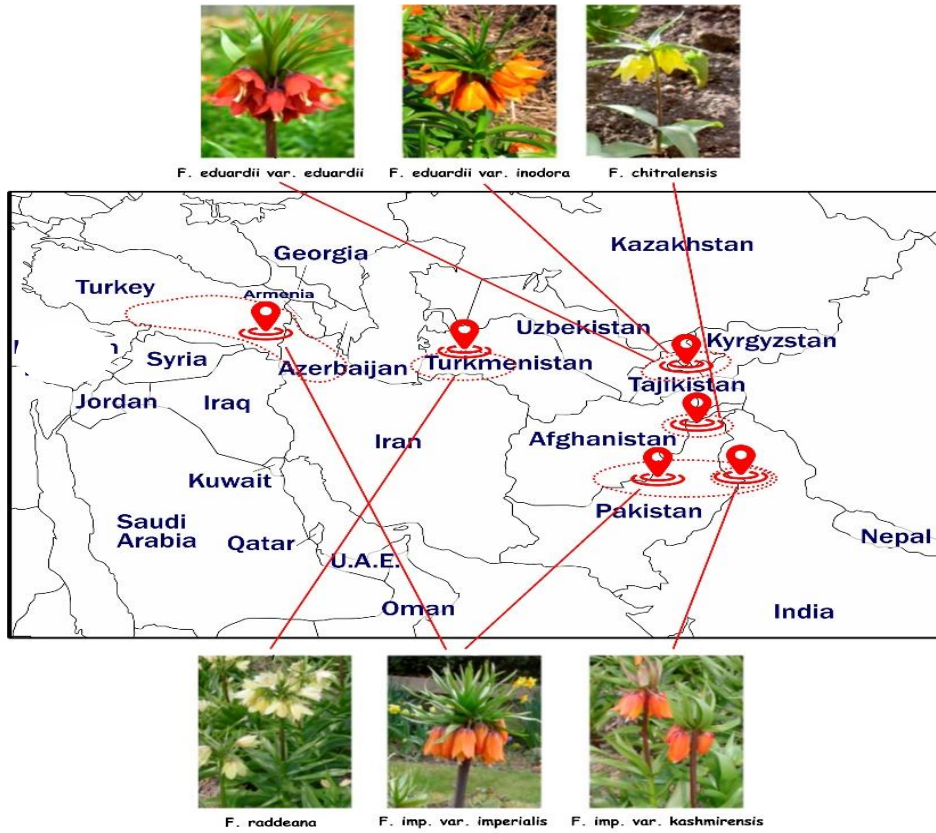 F. eduardii var. eduardii
F. eduardii var. inodora
F. chitralensis
Kazakhstan
Georgia
Turkey
Armenia
Uzbekistan
Kyrgyzstan
Syria
Azerbaijan
Turkmenistan
Tajikistan
Jordan
Iraq
Iran
Afghanistan
Kuwait
Pakistan
Saudi
Arabia
Qatar
Nepal
U.A.E.
Oman
India
F. raddeana
F. imp. var. imperialis
F. imp. var. kashmirensis